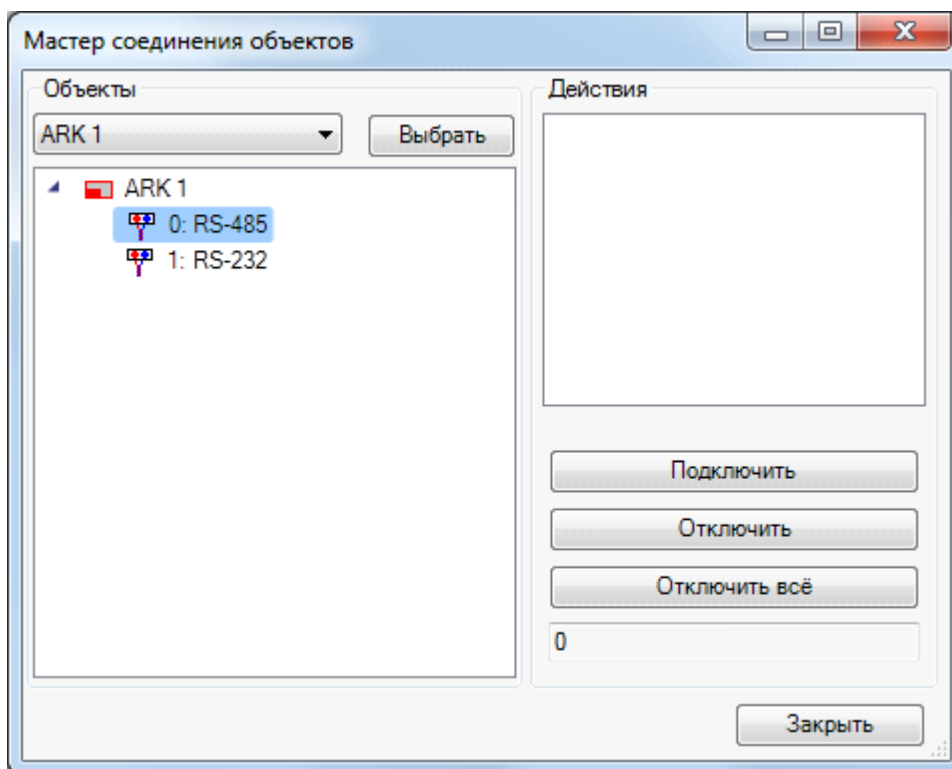 Мастер соединения объектов
Объекты
ARK 1
Выбрать
ARK 1
0: RS-485
1: RS-232
Действия
Подключить
Отключить
Отключить всё
0
Закрыть